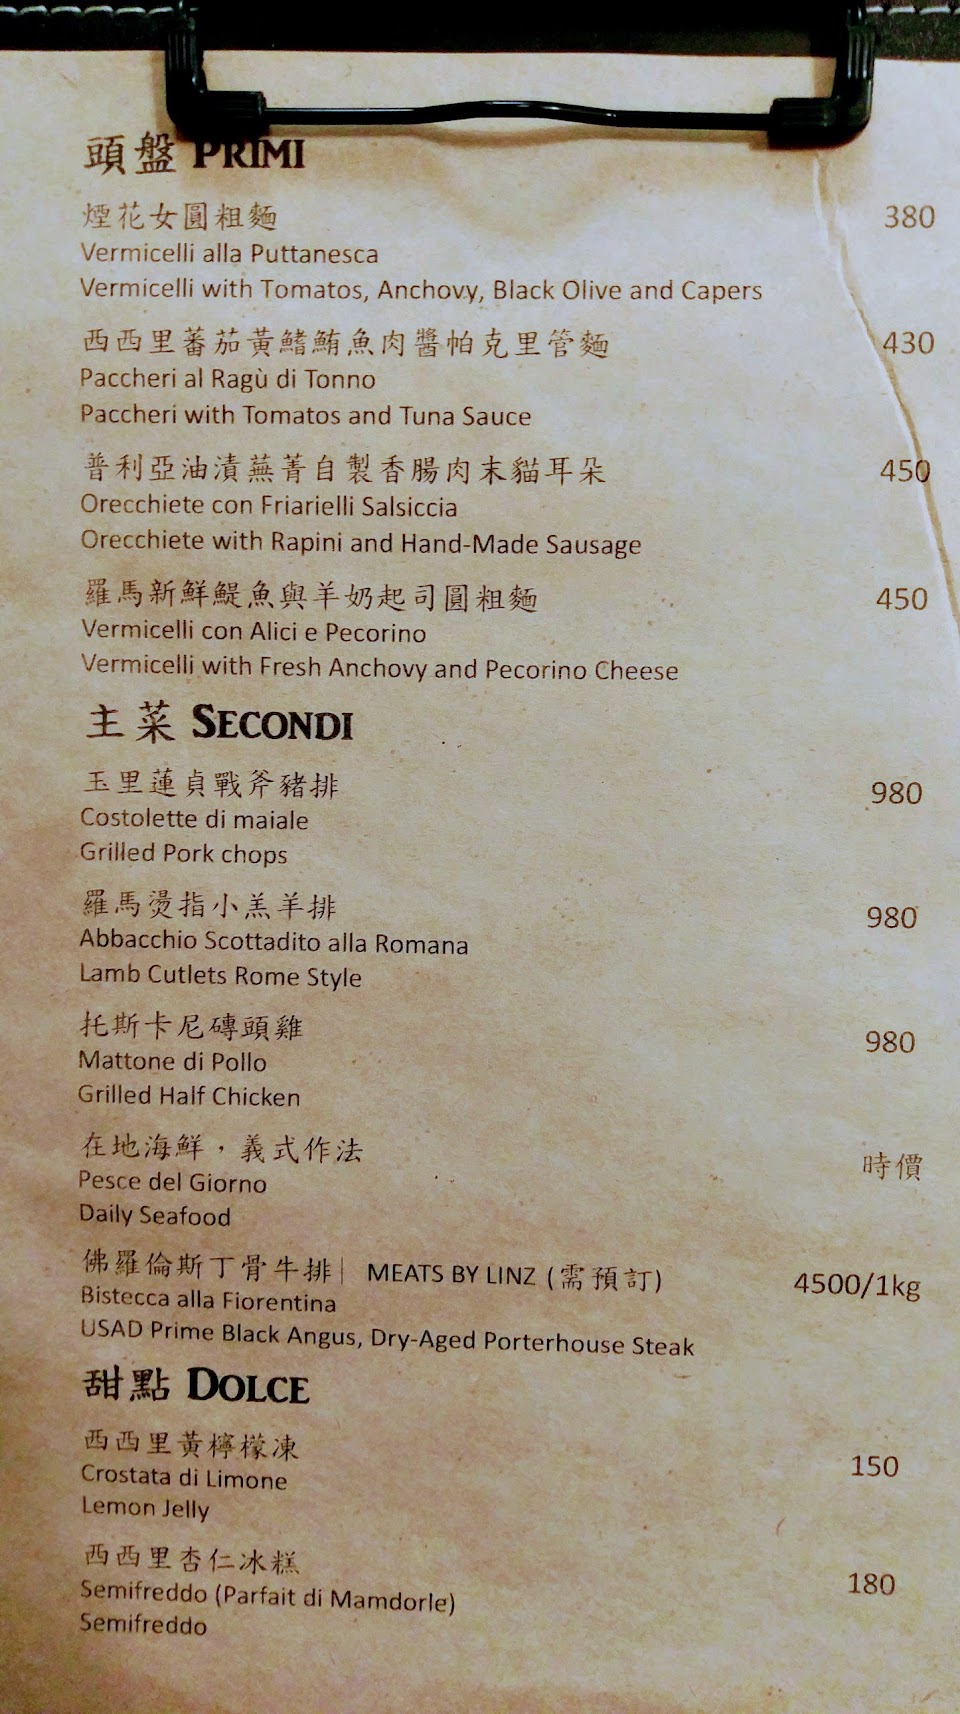 頭盤 PRIMI
煙花女圓粗麵 380
Vermicelli alla Puttanesca
Vermicelli with Tomatos, Anchovy, Black Olive and Capers
西西里蕃茄黃鰭鮪魚肉醬帕克里管麵 430
Paccheri al Ragù di Tonno
Paccheri with Tomatos and Tuna Sauce
普利亞油漬蕪菁自製香腸肉末貓耳朵 450
Orecchiete con Friarielli Salsiccia
Orecchiete with Rapini and Hand-Made Sausage
羅馬新鮮鯷魚與羊奶起司圓粗麵 450
Vermicelli con Alici e Pecorino
Vermicelli with Fresh Anchovy and Pecorino Cheese
主菜 SECONDI
玉里蓮貞戰斧豬排 980
Costolette di maiale
Grilled Pork chops
羅馬燙指小羔羊排 980
Abbacchio Scottadito alla Romana
Lamb Cutlets Rome Style
托斯卡尼磚頭雞 980
Mattone di Pollo
Grilled Half Chicken
在地海鮮，義式作法 時價
Pesce del Giorno
Daily Seafood
佛羅倫斯丁骨牛排| MEATS BY LINZ (需預訂) 4500/1kg
Bistecca alla Fiorentina
USAD Prime Black Angus, Dry-Aged Porterhouse Steak
甜點 DOLCE
西西里黃檸檬凍 150
Crostata di Limone
Lemon Jelly
西西里杏仁冰糕 180
Semifreddo (Parfait di Mamdorle)
Semifreddo